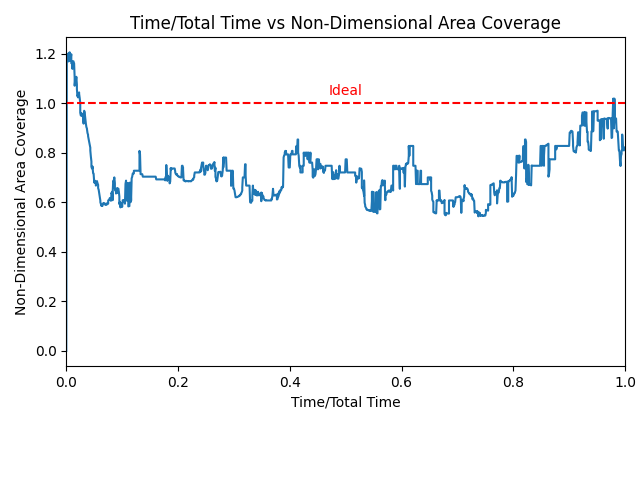 Time/Total Time vs Non-Dimensional Area Coverage
Non-Dimensional Area Coverage
1.2
1.0
0.8
0.6
0.4
0.2
0.0
Ideal
0.0 0.2 0.4 0.6 0.8 1.0
Time/Total Time